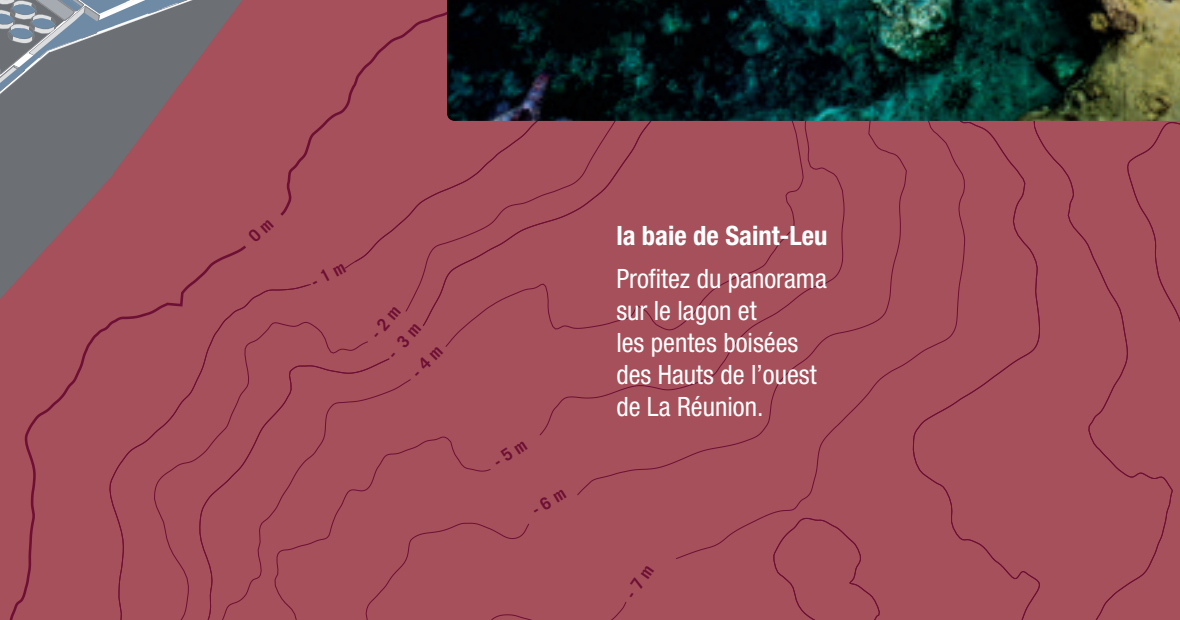 0 m
- 1 m
- 2 m
- 3 m
- 4 m
- 5 m
- 6 m
- 7 m
la baie de Saint-Leu
Profitez du panorama
sur le lagon et
les pentes boisées
des Hauts de l’ouest
de La Réunion.